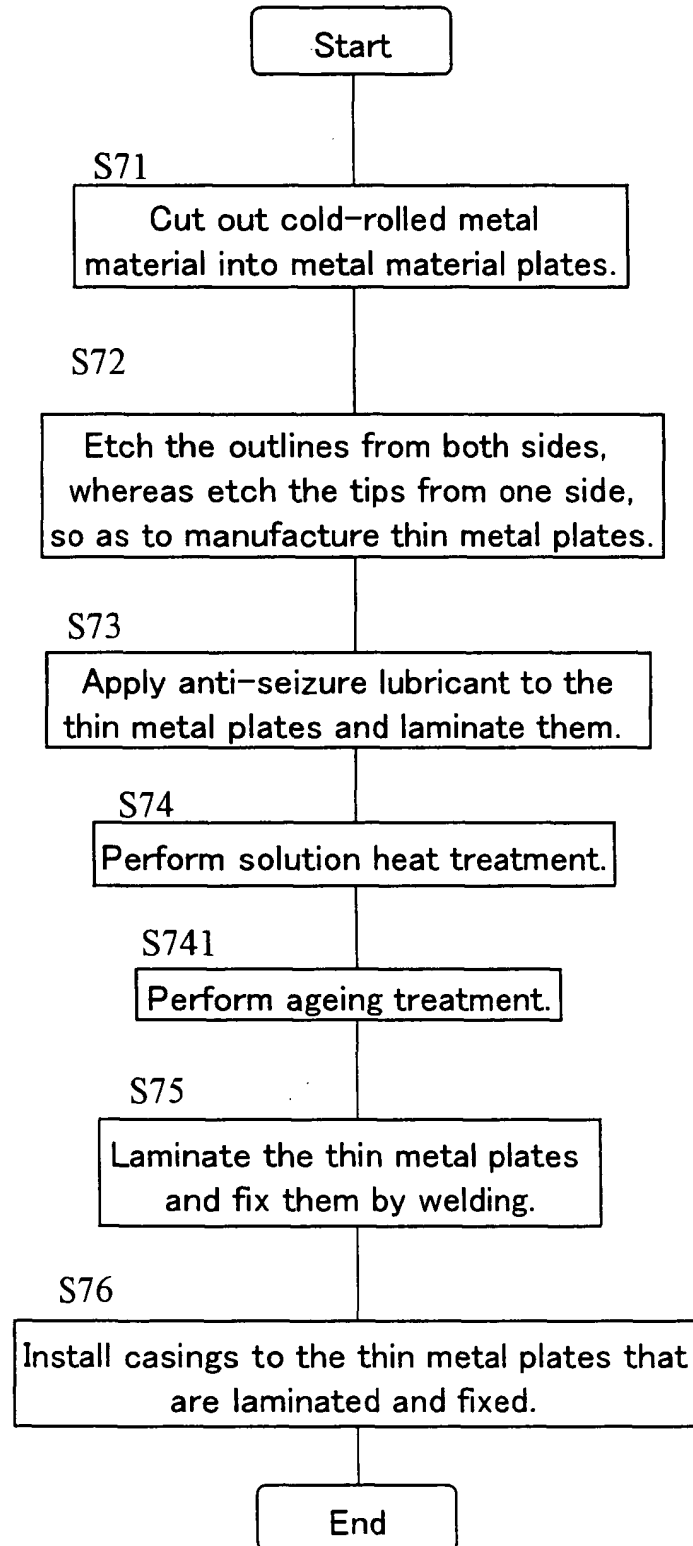 Start
S71
Cut out cold-rolled metal
material into metal material plates.
S72
Etch the outlines from both sides,
whereas etch the tips from one side,
so as to manufacture thin metal plates.
S73
Apply anti-seizure lubricant to the
thin metal plates and laminate them.
S74
Perform solution heat treatment.
S741
Perform ageing treatment.
S75
Laminate the thin metal plates
and fix them by welding.
S76
Install casings to the thin metal plates that
are laminated and fixed.
End